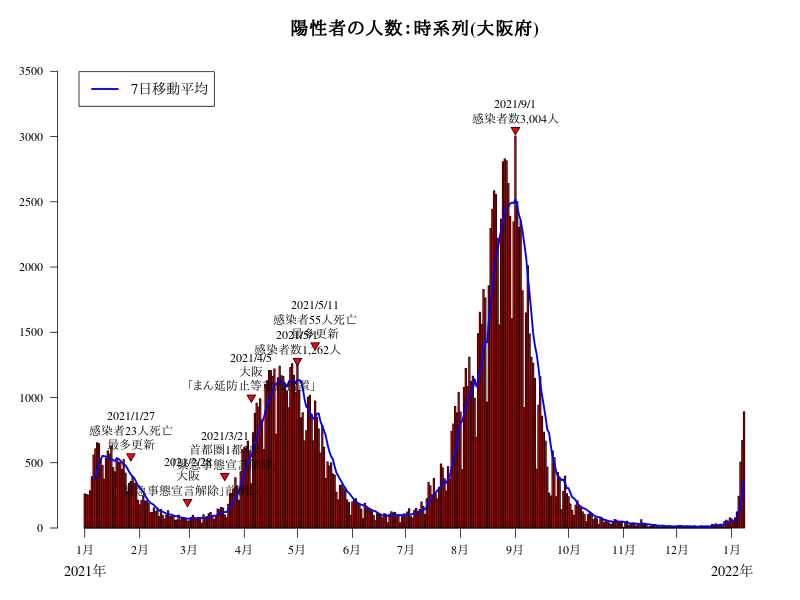 陽性者の人数：時系列(大阪府)
3500
7日移動平均
3000
2500
2000
1500
1000
500
0
2021/9/1
感染者数3,004人
2021/5/11
感染者55人死亡
最多更新
感染者数1,262人
2021/4/5
大阪
「まん延防止等
2021/1/27
感染者23人死亡
最多更新
2021/3/21
首都圏1都
大阪
急事態宣言解除」前
1月
2月
3月
4月
5月
6月
7月
8月
9月
10月
11月
12月
1月
2021年
2022年